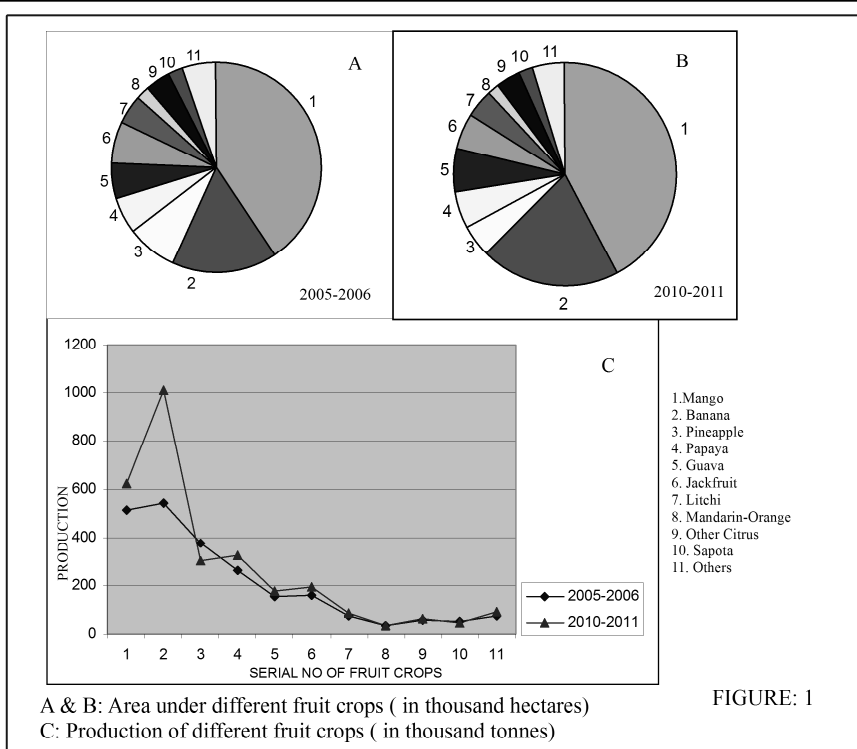 A
1
2
3
4
5
6
7
8
9
10
11
2005-2006
B
1
2
3
4
5
6
7
8
9
10
11
2010-2011
C
1200
1000
800
600
400
200
0
PRODUCTION
1 2 3 4 5 6 7 8 9 10 11
SERIAL NO OF FRUIT CROPS
2005-2006
2010-2011
1.Mango
2. Banana
3. Pineapple
4. Papaya
5. Guava
6. Jackfruit
7. Litchi
8. Mandarin-Orange
9. Other Citrus
10. Sapota
11. Others
A & B: Area under different fruit crops ( in thousand hectares)
C: Production of different fruit crops ( in thousand tonnes)
FIGURE: 1